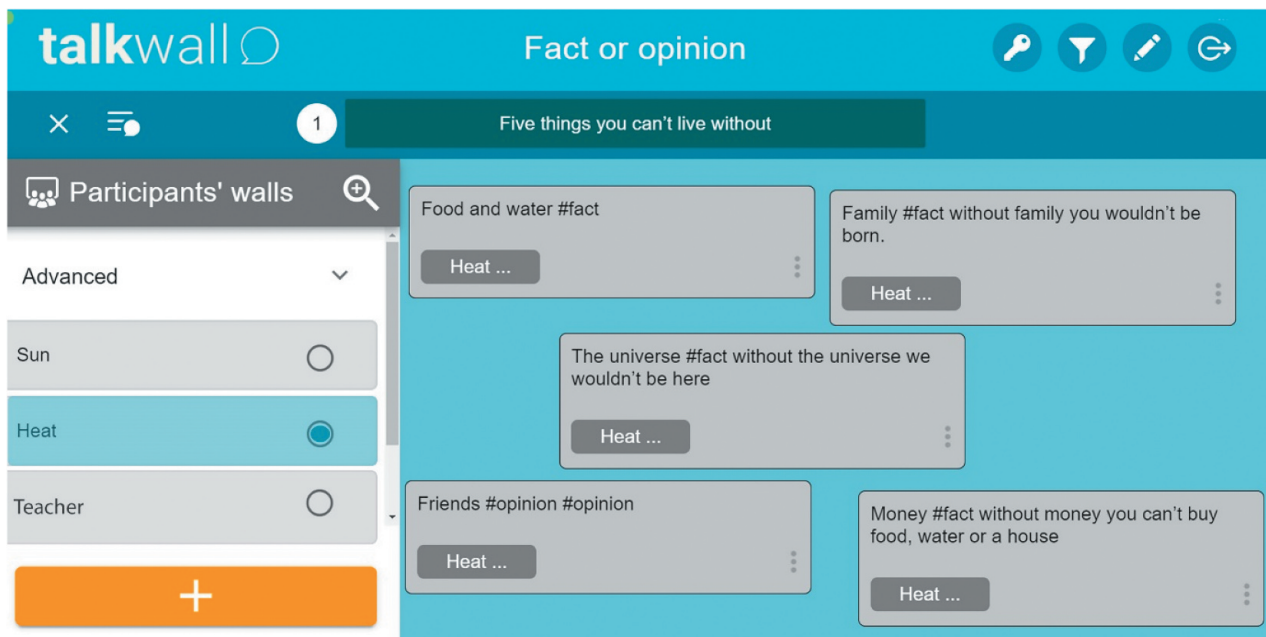 talkwall
Fact or opinion
1
Five things you can't live without
Participants' walls
Advanced
Sun
Heat
Teacher
Food and water #fact
Heat ...
Family #fact without family you wouldn't be
born.
Heat ...
The universe #fact without the universe we
wouldn't be here
Heat ...
Friends #opinion #opinion
Heat ...
Money #fact without money you can't buy
food, water or a house
Heat ...